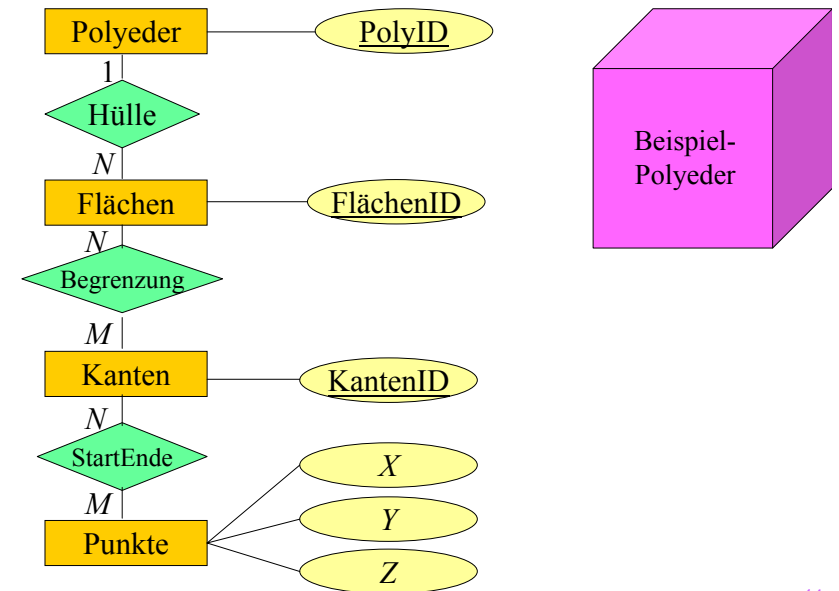 Polyeder
PolyID
1
Hülle
N
Flächen
FlächenID
N
Begrenzung
M
Kanten
KantenID
N
StartEnde
M
Punkte
X
Y
Z
Beispiel-
Polyeder